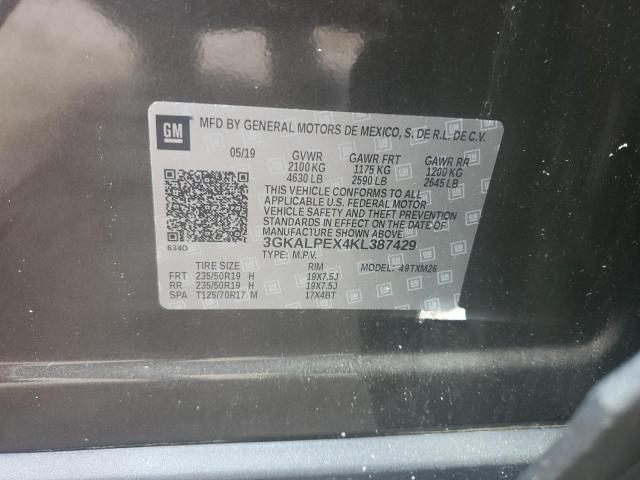 GM MFD BY GENERAL MOTORS DE MEXICO, S. DE R.L. DE C.V.
05/19 GVWR GAWR FRT GAWR RR
2100 KG 1175 KG 1200 KG
4630 LB 2590 LB 2645 LB
THIS VEHICLE CONFORMS TO ALL
APPLICABLE U.S. FEDERAL MOTOR
VEHICLE SAFETY AND THEFT PREVENTION
STANDARDS IN EFFECT ON THE DATE OF
MANUFACTURE SHOWN ABOVE.
634D 3GKALPEX4KL387429
TYPE: M.P.V.
TIRE SIZE RIM MODEL: 49TXM26
FRT 235/50R19 H 19X7.5J
RR 235/50R19 H 19X7.5J
SPA T125/70R17 M 17X4BT